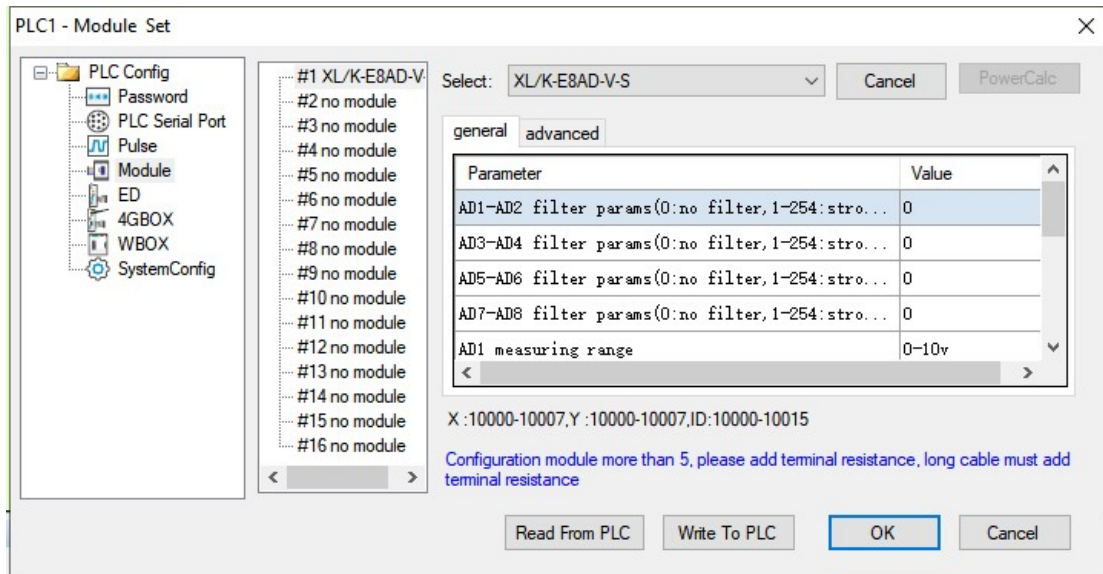 PLC1 - Module Set
PLC Config
Password
PLC Serial Port
Pulse
Module
ED
4GBOX
WBOX
SystemConfig
#1 XL/K-E8AD-V-
#2 no module
#3 no module
#4 no module
#5 no module
#6 no module
#7 no module
#8 no module
#9 no module
#10 no module
#11 no module
#12 no module
#13 no module
#14 no module
#15 no module
#16 no module
Select: XL/K-E8AD-V-S Cancel PowerCalc
general advanced
Parameter Value
AD1-AD2 filter params(0:no filter,1-254:stro... 0
AD3-AD4 filter params(0:no filter,1-254:stro... 0
AD5-AD6 filter params(0:no filter,1-254:stro... 0
AD7-AD8 filter params(0:no filter,1-254:stro... 0
AD1 measuring range 0-10v
X :10000-10007,Y :10000-10007,ID:10000-10015
Configuration module more than 5, please add terminal resistance, long cable must add
terminal resistance
Read From PLC Write To PLC OK Cancel